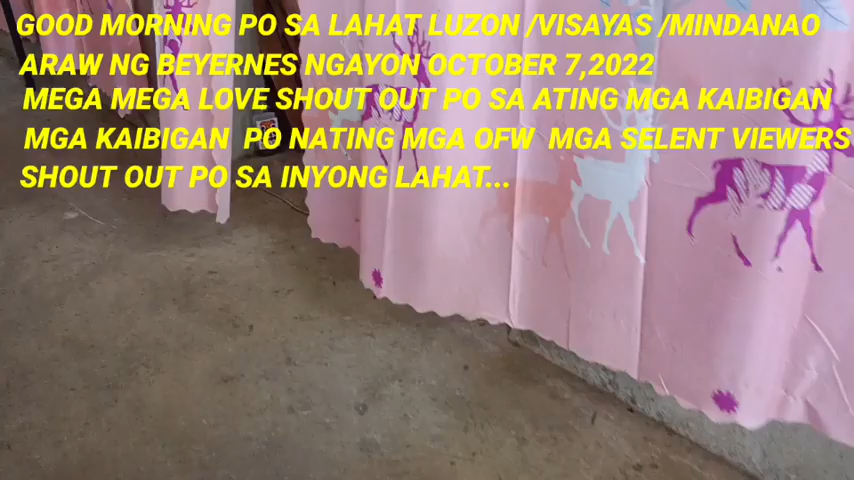 GOOD MORNING PO SA LAHAT LUZON /VISAYAS /MINDANAO
ARAW NG BEYERNES NGAYON OCTOBER 7,2022
MEGA MEGA LOVE SHOUT OUT PO SA ATING MGA KAIBIGAN
MGA KAIBIGAN PO NATING MGA OFW MGA SELENT VIEWERS
SHOUT OUT PO SA INYONG LAHAT...